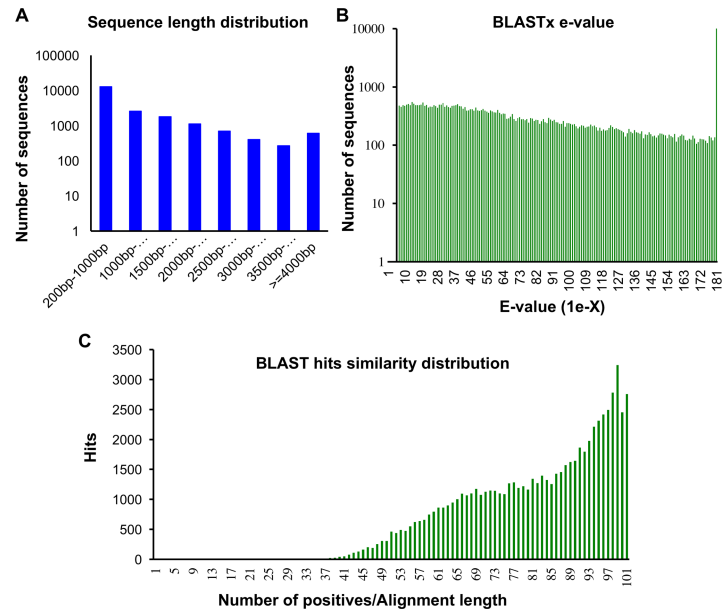 A
Sequence length distribution
Number of sequences
100000
10000
1000
100
10
1
200bp-1000bp
1000bp-...
1500bp-...
2000bp-...
2500bp-...
3000bp-...
3500bp-...
>=4000bp
B
BLASTx e-value
Number of sequences
10000
1000
100
10
1
1 10 19 28 37 46 55 64 73 82 91 100 109 118 127 136 145 154 163 172 181
E-value (1e-X)
C
BLAST hits similarity distribution
Hits
3500
3000
2500
2000
1500
1000
500
0
1 5 9 13 17 21 25 29 33 37 41 45 49 53 57 61 65 69 73 77 81 85 89 93 97 101
Number of positives/Alignment length